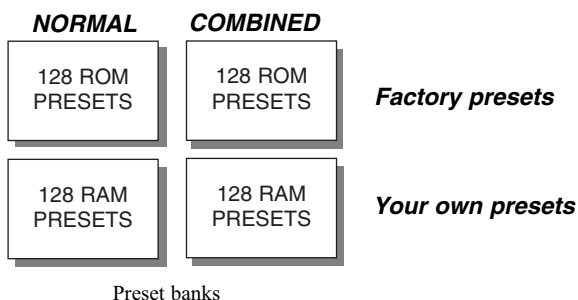 NORMAL COMBINED
128 ROM PRESETS
128 ROM PRESETS
Factory presets
128 RAM PRESETS
128 RAM PRESETS
Your own presets
Preset banks